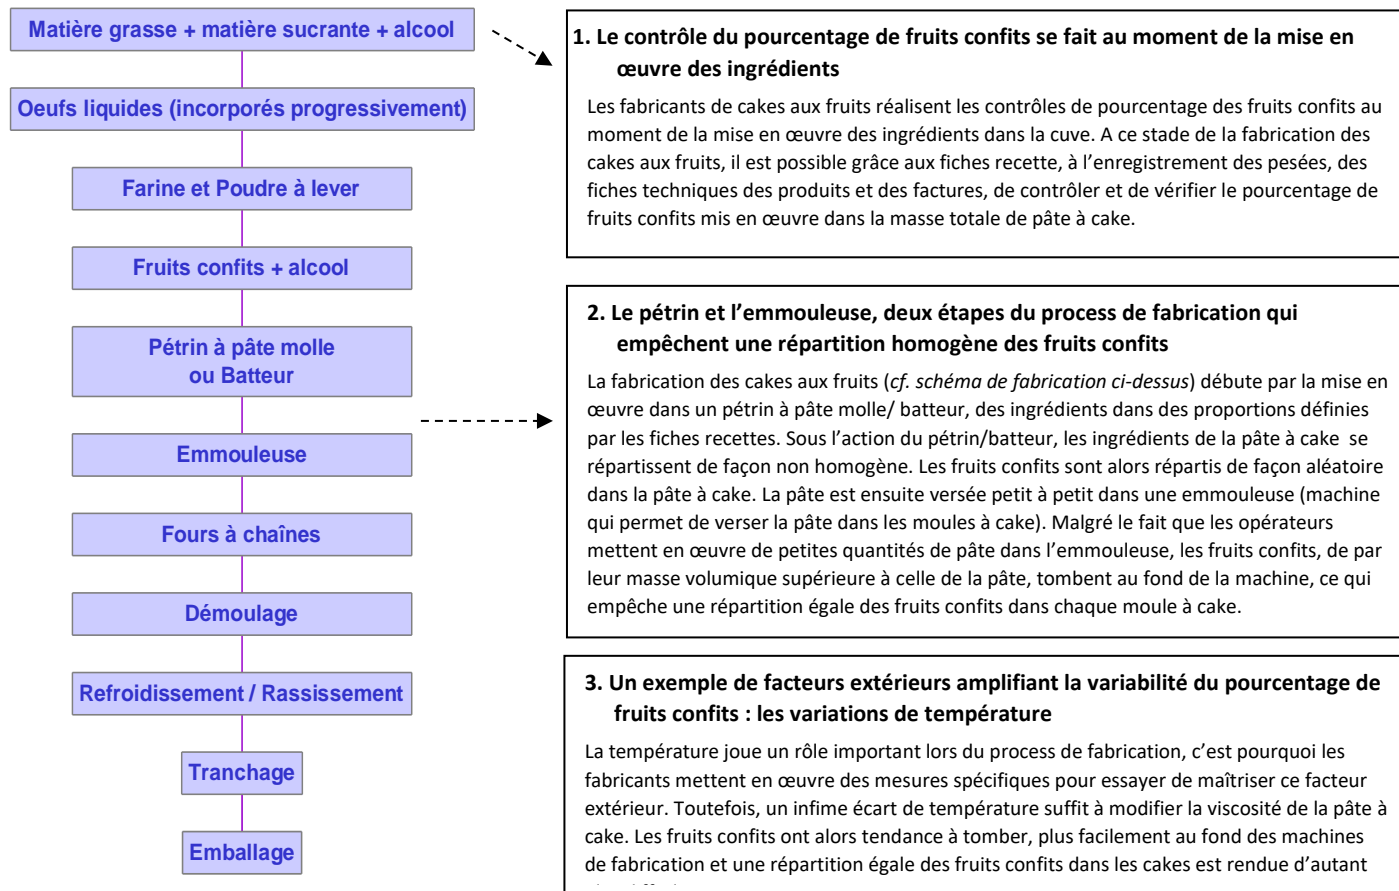 Matière grasse + matière sucrante + alcool
Oeufs liquides (incorporés progressivement)
Farine et Poudre à lever
Fruits confits + alcool
Pétrin à pâte molle
ou Batteur
Emmouleuse
Fours à chaînes
Démoulage
Refroidissement / Rassissement
Tranchage
Emballage
1. Le contrôle du pourcentage de fruits confits se fait au moment de la mise en
œuvre des ingrédients
Les fabricants de cakes aux fruits réalisent les contrôles de pourcentage des fruits confits au
moment de la mise en œuvre des ingrédients dans la cuve. A ce stade de la fabrication des
cakes aux fruits, il est possible grâce aux fiches recette, à l’enregistrement des pesées, des
fiches techniques des produits et des factures, de contrôler et de vérifier le pourcentage de
fruits confits mis en œuvre dans la masse totale de pâte à cake.
2. Le pétrin et l’emmouleuse, deux étapes du process de fabrication qui
empêchent une répartition homogène des fruits confits
La fabrication des cakes aux fruits (cf. schéma de fabrication ci-dessus) débute par la mise en
œuvre dans un pétrin à pâte molle/ batteur, des ingrédients dans des proportions définies
par les fiches recettes. Sous l’action du pétrin/batteur, les ingrédients de la pâte à cake se
répartissent de façon non homogène. Les fruits confits sont alors répartis de façon aléatoire
dans la pâte à cake. La pâte est ensuite versée petit à petit dans une emmouleuse (machine
qui permet de verser la pâte dans les moules à cake). Malgré le fait que les opérateurs
mettent en œuvre de petites quantités de pâte dans l’emmouleuse, les fruits confits, de par
leur masse volumique supérieure à celle de la pâte, tombent au fond de la machine, ce qui
empêche une répartition égale des fruits confits dans chaque moule à cake.
3. Un exemple de facteurs extérieurs amplifiant la variabilité du pourcentage de
fruits confits : les variations de température
La température joue un rôle important lors du process de fabrication, c’est pourquoi les
fabricants mettent en œuvre des mesures spécifiques pour essayer de maîtriser ce facteur
extérieur. Toutefois, un infime écart de température suffit à modifier la viscosité de la pâte à
cake. Les fruits confits ont alors tendance à tomber, plus facilement au fond des machines
de fabrication et une répartition égale des fruits confits dans les cakes est rendue d’autant